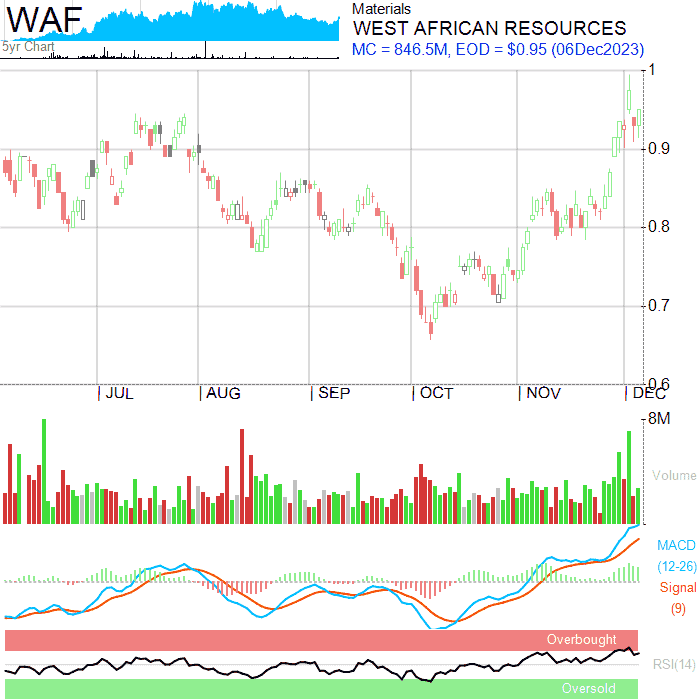 WAF
5yr Chart
Materials
WEST AFRICAN RESOURCES
MC = 846.5M, EOD = $0.95 (06Dec2023)
1
0.9
0.8
0.7
0.6
JUL AUG SEP OCT NOV DEC
8M
Volume
MACD
(12-26)
Signal
(9)
Overbought
RSI(14)
Oversold